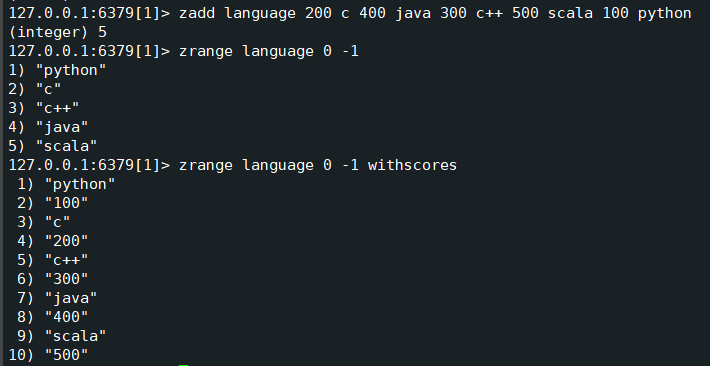 127.0.0.1:6379[1]> zadd language 200 c 400 java 300 c++ 500 scala 100 python
(integer) 5
127.0.0.1:6379[1]> zrange language 0 -1
1) "python"
2) "c"
3) "c++"
4) "java"
5) "scala"
127.0.0.1:6379[1]> zrange language 0 -1 withscores
 1) "python"
 2) "100"
 3) "c"
 4) "200"
 5) "c++"
 6) "300"
 7) "java"
 8) "400"
 9) "scala"
10) "500"